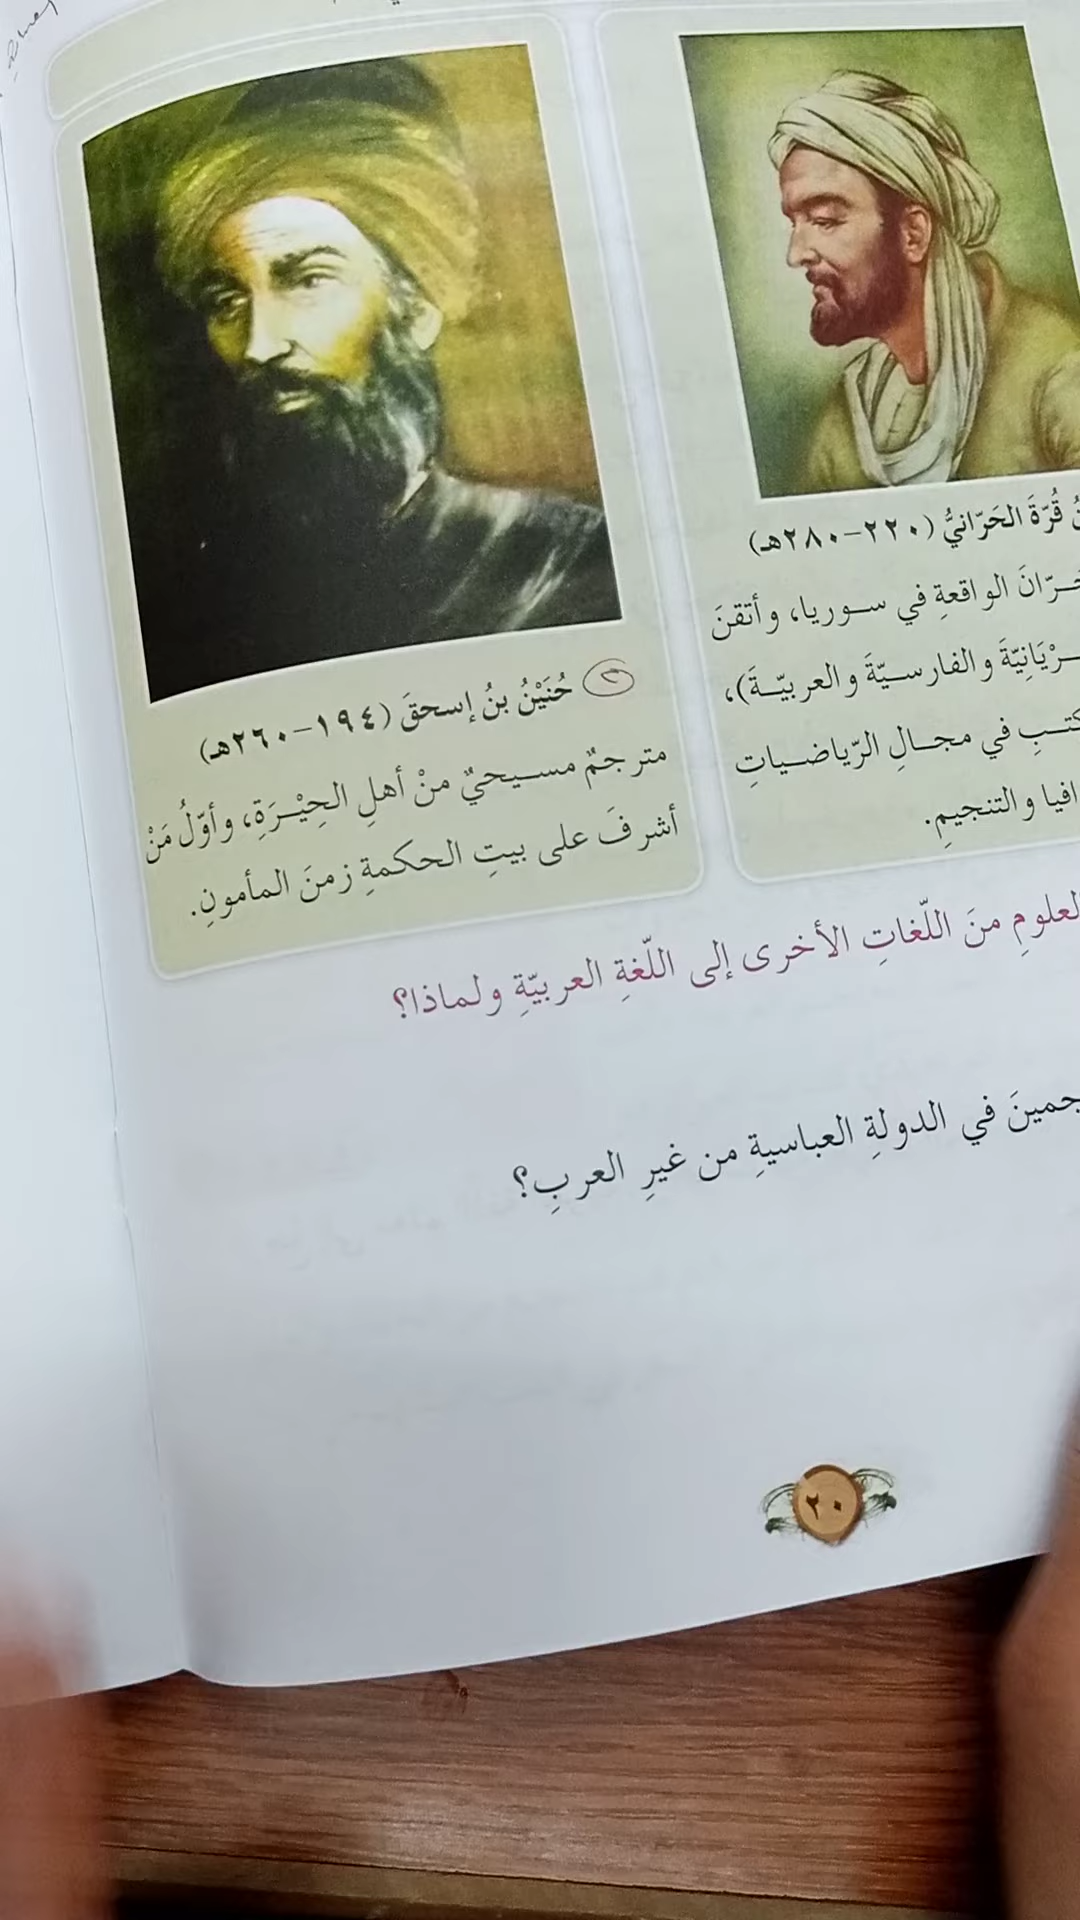 قُرّةَ الحَرّانيُّ (٢٢٠-٢٨٠هـ)
الواقعةِ في سوريا، وأتقنَ
والفارسيّةَ والعربيّةَ)،
في مجالِ الرّياضياتِ
والتنجيمِ.
حُنَيْنُ بنُ إسحقَ (١٩٤-٢٦٠هـ)
مترجمٌ مسيحيٌ منْ أهلِ الحِيْرَةِ، وأوّلُ مَنْ
أشرفَ على بيتِ الحكمةِ زمنَ المأمونِ.
منَ اللّغاتِ الأخرى إلى اللّغةِ العربيّةِ ولماذا؟
في الدولةِ العباسيةِ من غيرِ العربِ؟
٢٠